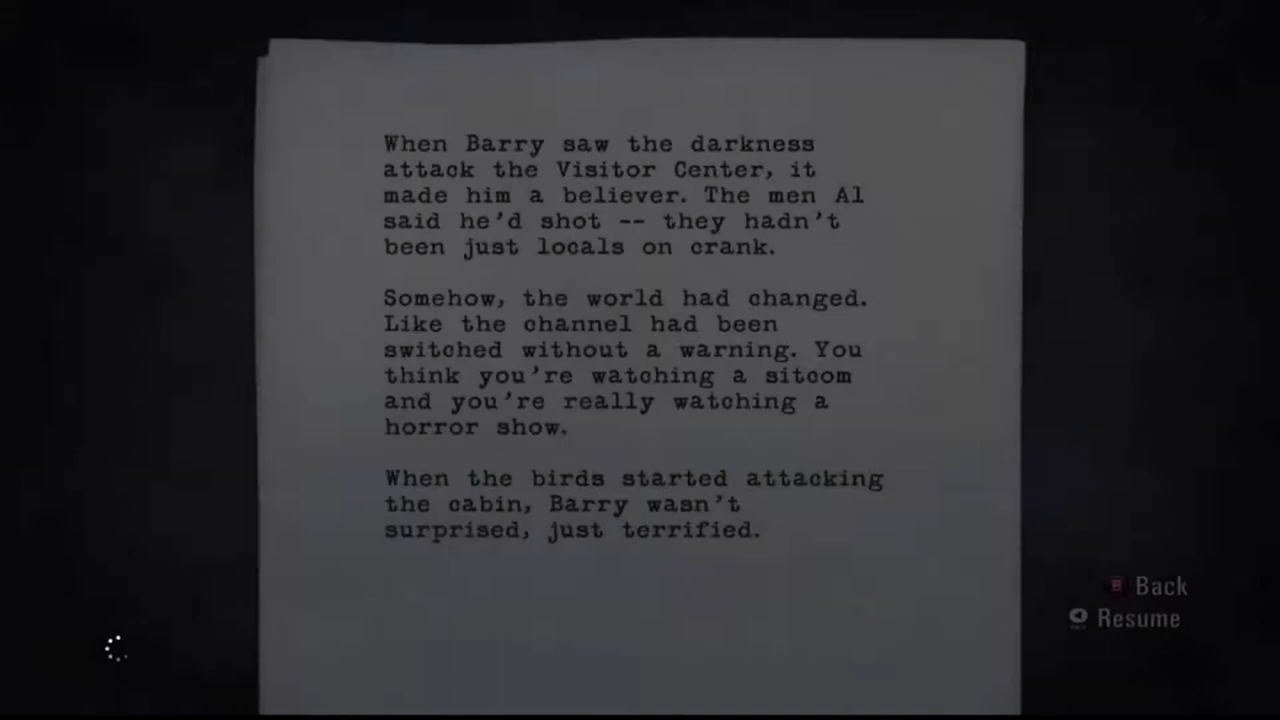 When Barry saw the darkness
attack the Visitor Center, it
made him a believer. The men Al
said he'd shot -- they hadn't
been just locals on crank.
Somehow, the world had changed.
Like the channel had been
switched without a warning. You
think you're watching a sitcom
and you're really watching a
horror show.
When the birds started attacking
the cabin, Barry wasn't
surprised, just terrified.
B Back
Resume